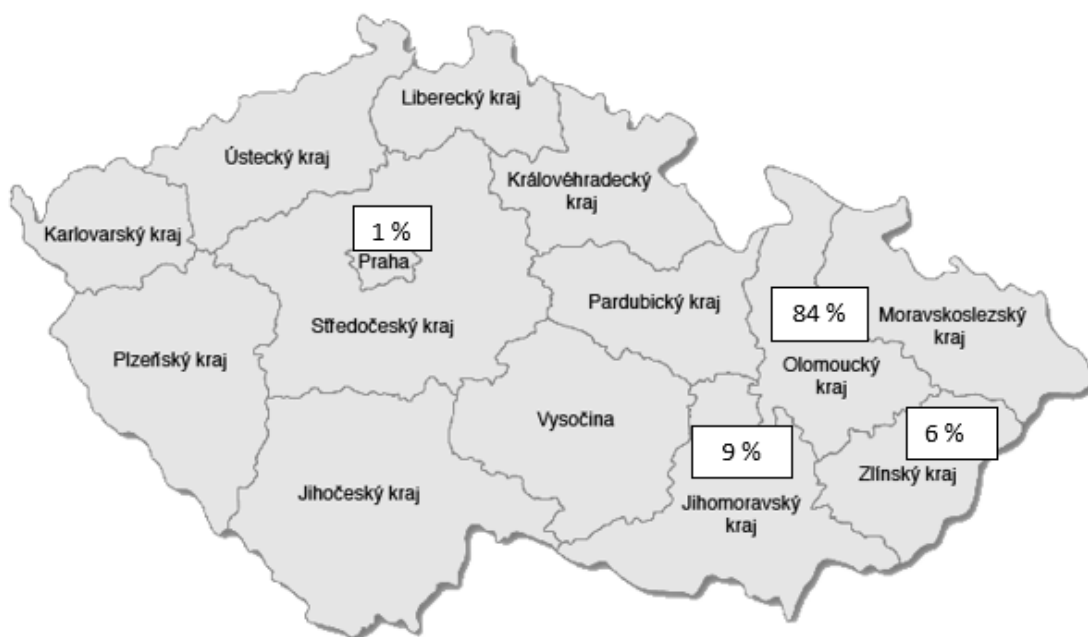 Liberecký kraj
Ústecký kraj
Královéhradecký
kraj
Karlovarský kraj
1 %
Praha
Pardubický kraj
84 %
Moravskoslezský
kraj
Středočeský kraj
Plzeňský kraj
Olomoucký
kraj
Vysočina
6 %
9 %
Zlínský kraj
Jihočeský kraj
Jihomoravský
kraj